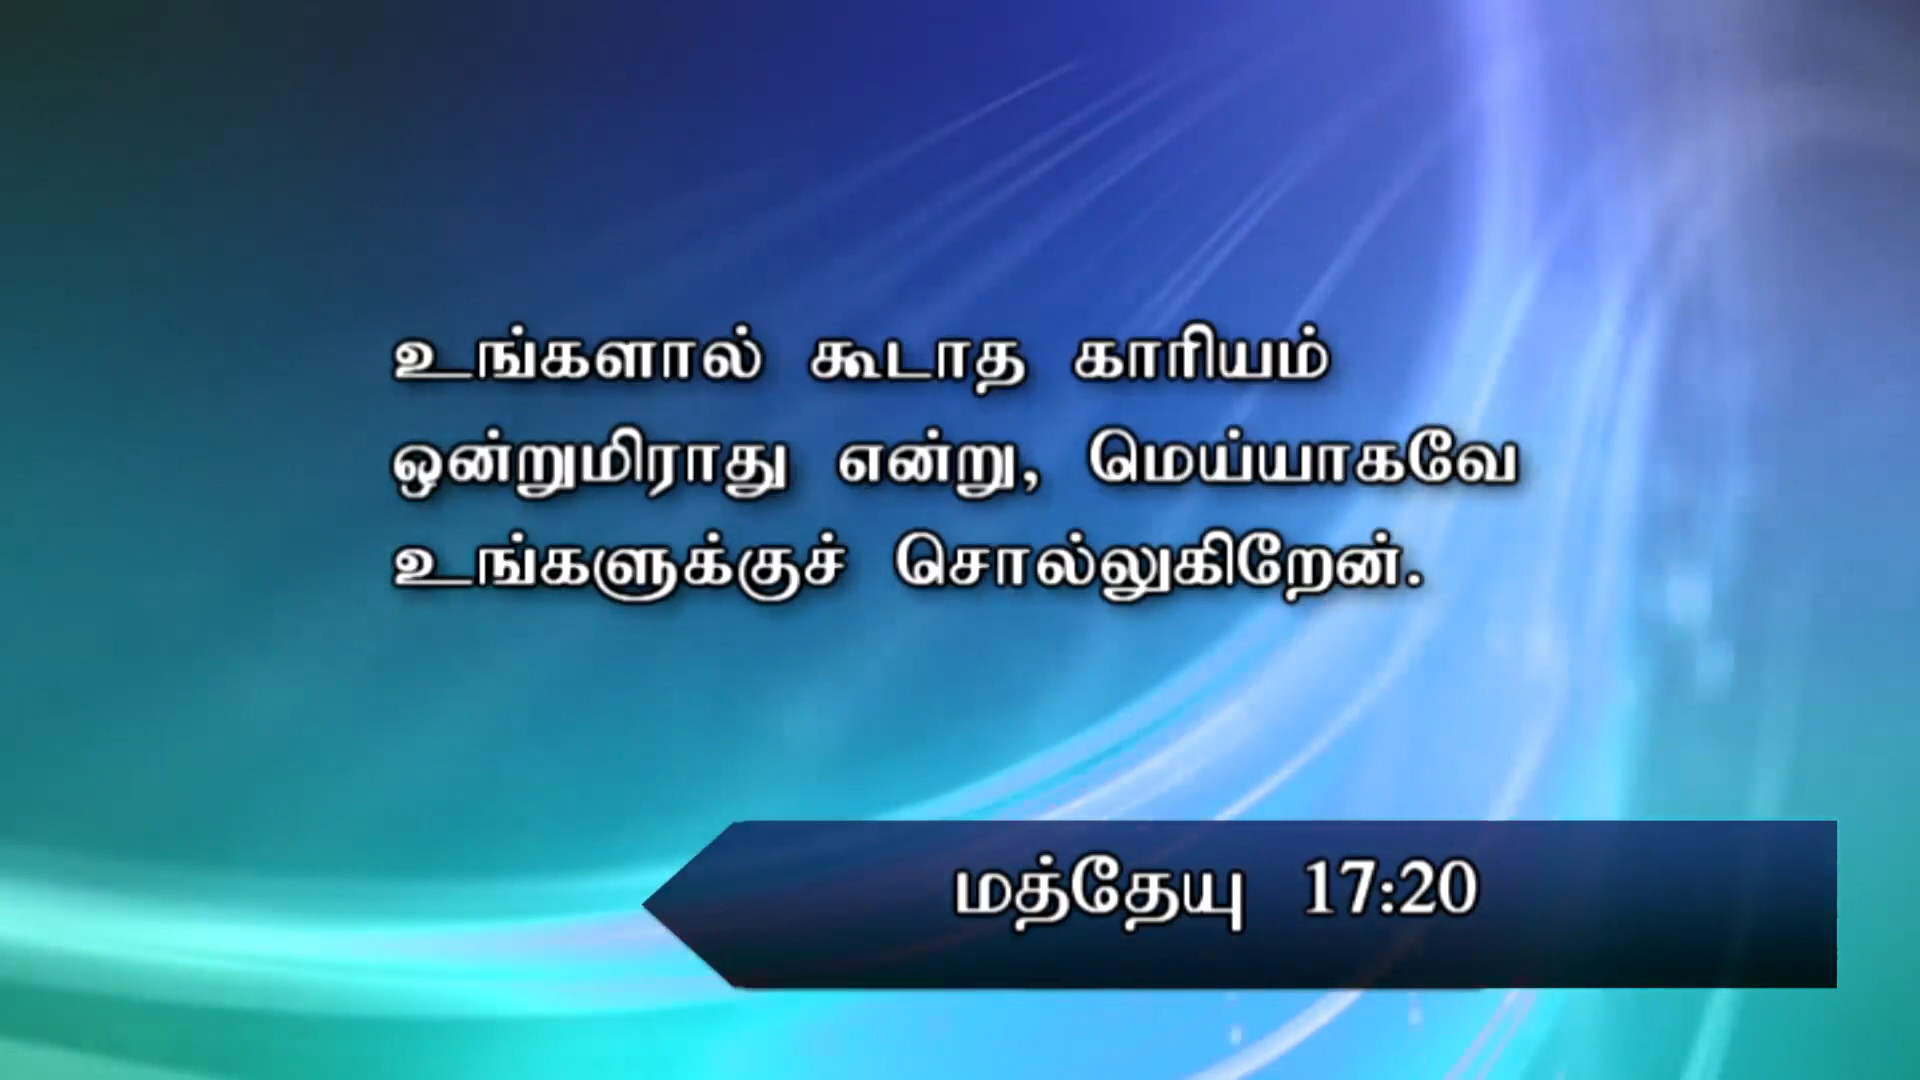 உங்களால் கூடாத காரியம்
ஒன்றுமிராது என்று, மெய்யாகவே
உங்களுக்குச் சொல்லுகிறேன்.
மத்தேயு 17:20